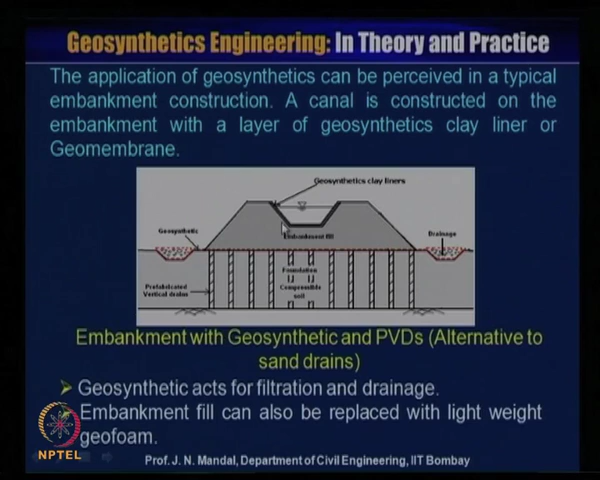 Geosynthetics Engineering: In Theory and Practice
The application of geosynthetics can be perceived in a typical
embankment construction. A canal is constructed on the
embankment with a layer of geosynthetics clay liner or
Geomembrane.
Geosynthetics clay liners
Geosynthetic
Embankment fill
Drainage
Foundation
Prefabricated
Vertical drains
Compressible
soil
Embankment with Geosynthetic and PVDs (Alternative to
sand drains)
Geosynthetic acts for filtration and drainage.
Embankment fill can also be replaced with light weight
geofoam.
NPTEL
Prof. J. N. Mandal, Department of Civil Engineering, IIT Bombay